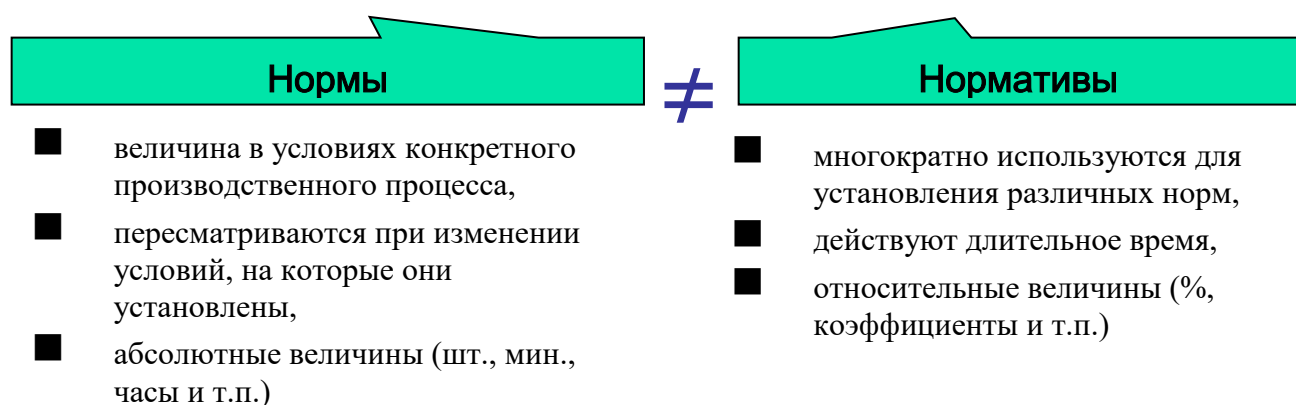 Нормы
≠
Нормативы
величина в условиях конкретного
производственного процесса,
пересматриваются при изменении
условий, на которые они
установлены,
абсолютные величины (шт., мин.,
часы и т.п.)
многократно используются для
установления различных норм,
действуют длительное время,
относительные величины (%,
коэффициенты и т.п.)